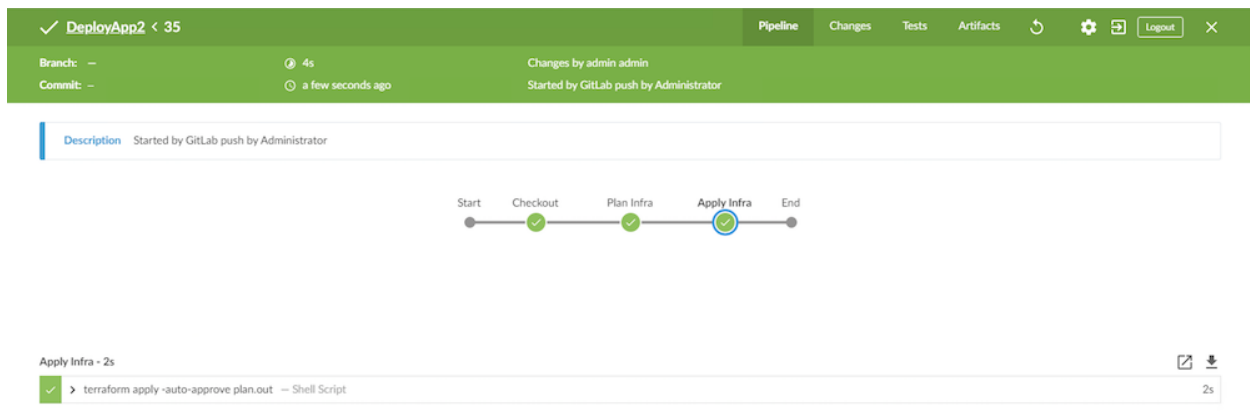 DeployApp2 < 35 Pipeline Changes Tests Artifacts Logout
Branch: — 4s Changes by admin admin
Commit: – a few seconds ago Started by GitLab push by Administrator
Description Started by GitLab push by Administrator
Start Checkout Plan Infra Apply Infra End
Apply Infra - 2s
> terraform apply -auto-approve plan.out — Shell Script 2s